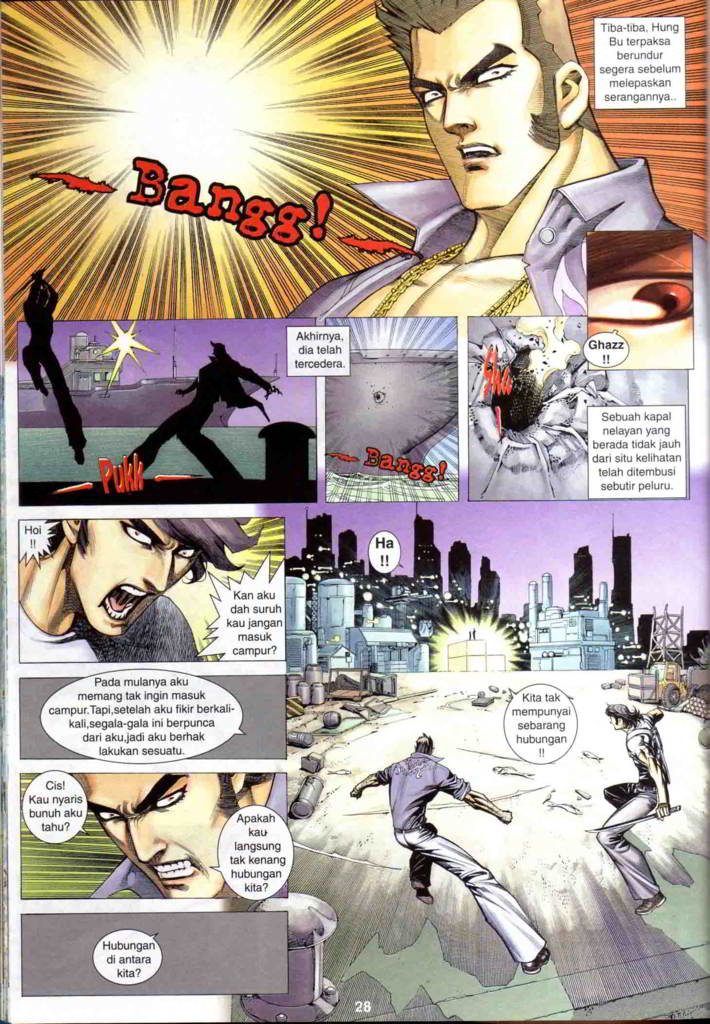 Tiba-tiba, Hung
Bu terpaksa
berundur
segera sebelum
melepaskan
serangannya..
Bangg!
Ghazz
!!
Akhirnya,
dia telah
tercedera.
Pukk
Bangg!
Sha
!
Sebuah kapal
nelayan yang
berada tidak jauh
dari situ kelihatan
telah ditembusi
sebutir peluru.
Hoi
!!
Kan aku
dah suruh
kau jangan
masuk
campur?
Ha
!!
Pada mulanya aku
memang tak ingin masuk
campur.Tapi,setelah aku fikir berkali-
kali,segala-gala ini berpunca
dari aku,jadi aku berhak
lakukan sesuatu.
Kita tak
mempunyai
sebarang
hubungan
!!
Cis!
Kau nyaris
bunuh aku
tahu?
Apakah
kau
langsung
tak kenang
hubungan
kita?
Hubungan
di antara
kita?
28